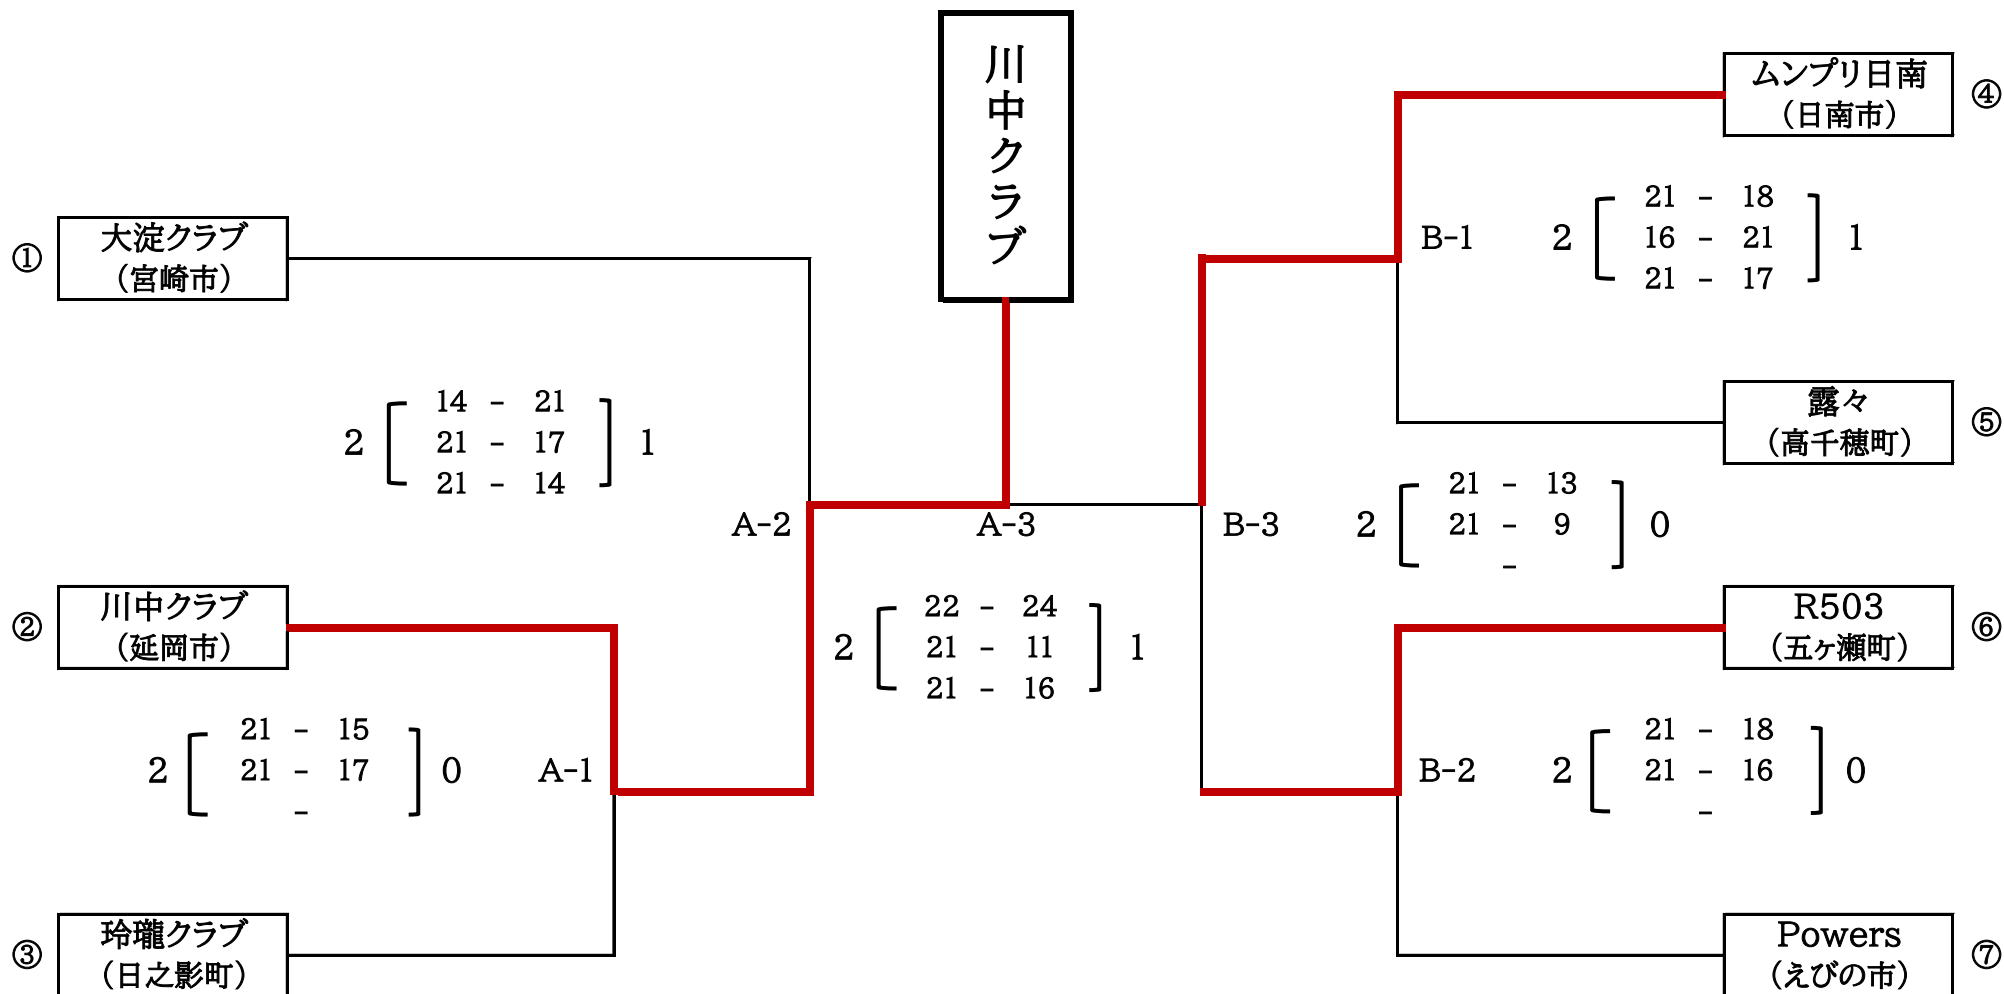 川中クラブ
ムンプリ日南
（日南市）
④
21 - 18
B-1 2 16 - 21 1
21 - 17
① 大淀クラブ
（宮崎市）
14 - 21
2 21 - 17 1
21 - 14
露々
（高千穂町）
⑤
A-2 A-3 B-3
21 - 13
2 21 - 9 0
-
② 川中クラブ
（延岡市）
22 - 24
2 21 - 11 1
21 - 16
R503
（五ヶ瀬町）
⑥
21 - 15
2 21 - 17 0 A-1
-
21 - 18
B-2 2 21 - 16 0
-
③ 玲瓏クラブ
（日之影町）
Powers
（えびの市）
⑦